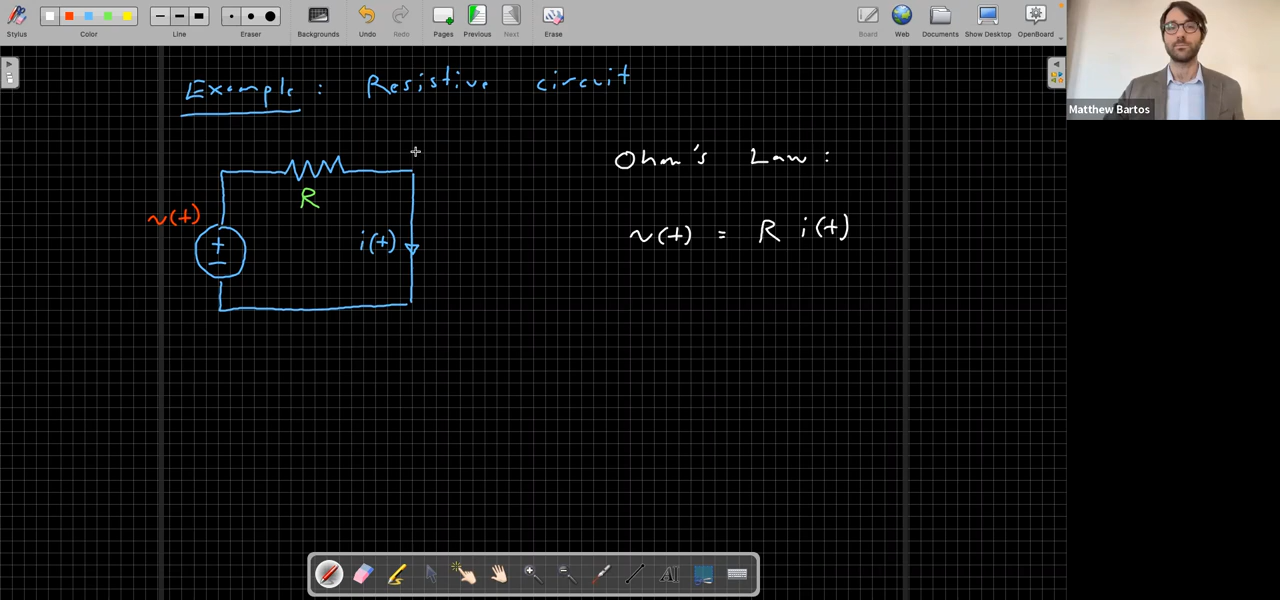 Stylus Color Line Eraser Backgrounds Undo Redo Pages Previous Next Erase Board Web Documents Show Desktop OpenBoard
Matthew Bartos
Example : Resistive circuit
Ohm's Law :
R
v(t)
v(t) = R i(t)
i(t)
+
−
AI